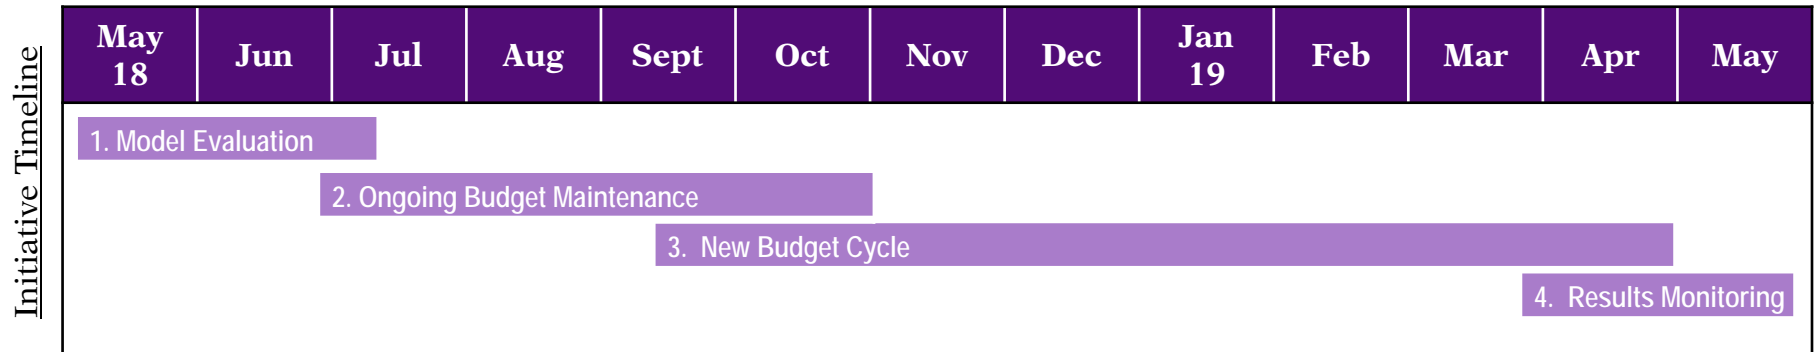 Initiative Timeline
May 18 Jun Jul Aug Sept Oct Nov Dec Jan 19 Feb Mar Apr May
1. Model Evaluation
2. Ongoing Budget Maintenance
3. New Budget Cycle
4. Results Monitoring